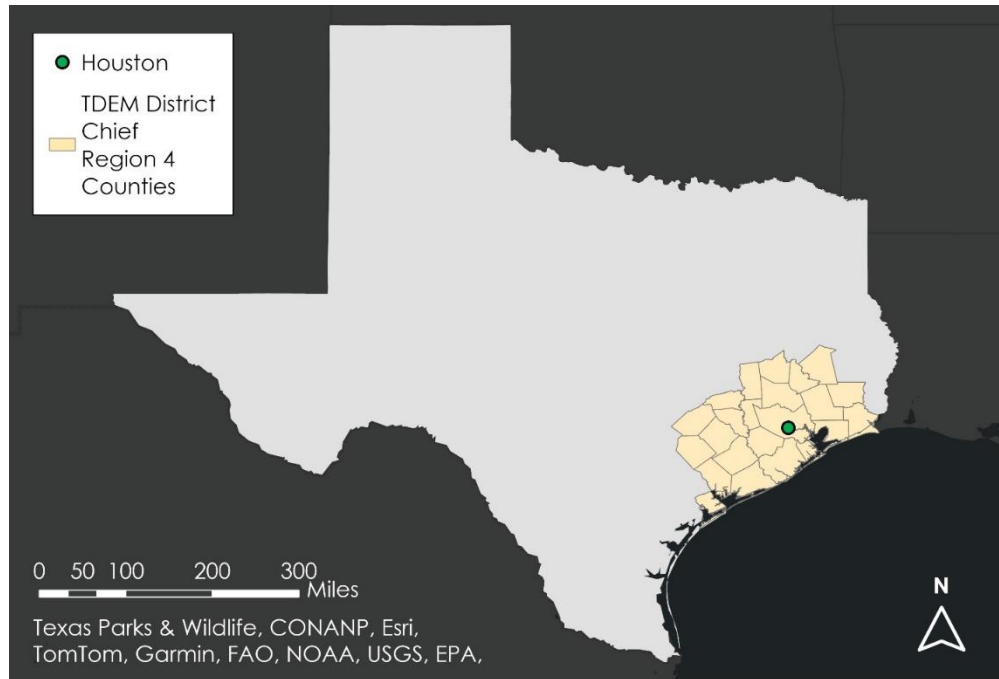 Houston
TDEM District
Chief
Region 4
Counties
0 50 100 200 300
Miles
Texas Parks & Wildlife, CONANP, Esri,
TomTom, Garmin, FAO, NOAA, USGS, EPA,
N